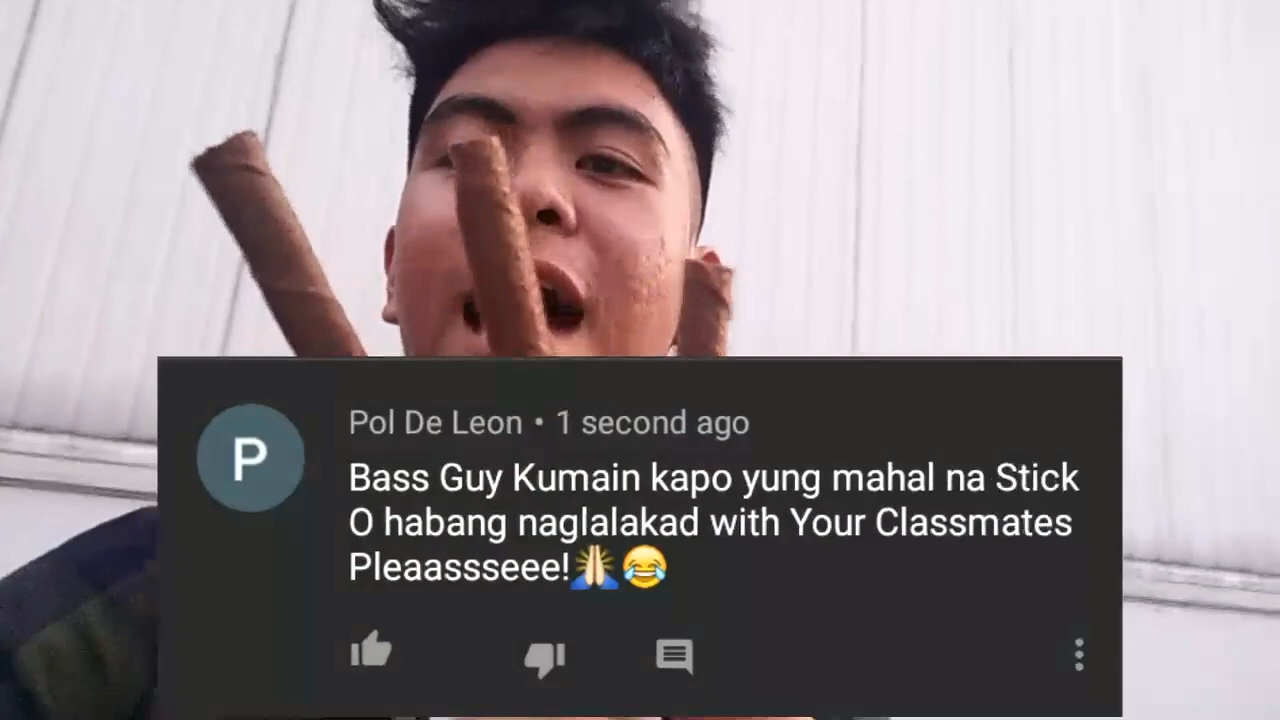 P
Pol De Leon • 1 second ago
Bass Guy Kumain kapo yung mahal na Stick
O habang naglalakad with Your Classmates
Pleaassseee!🙏😂